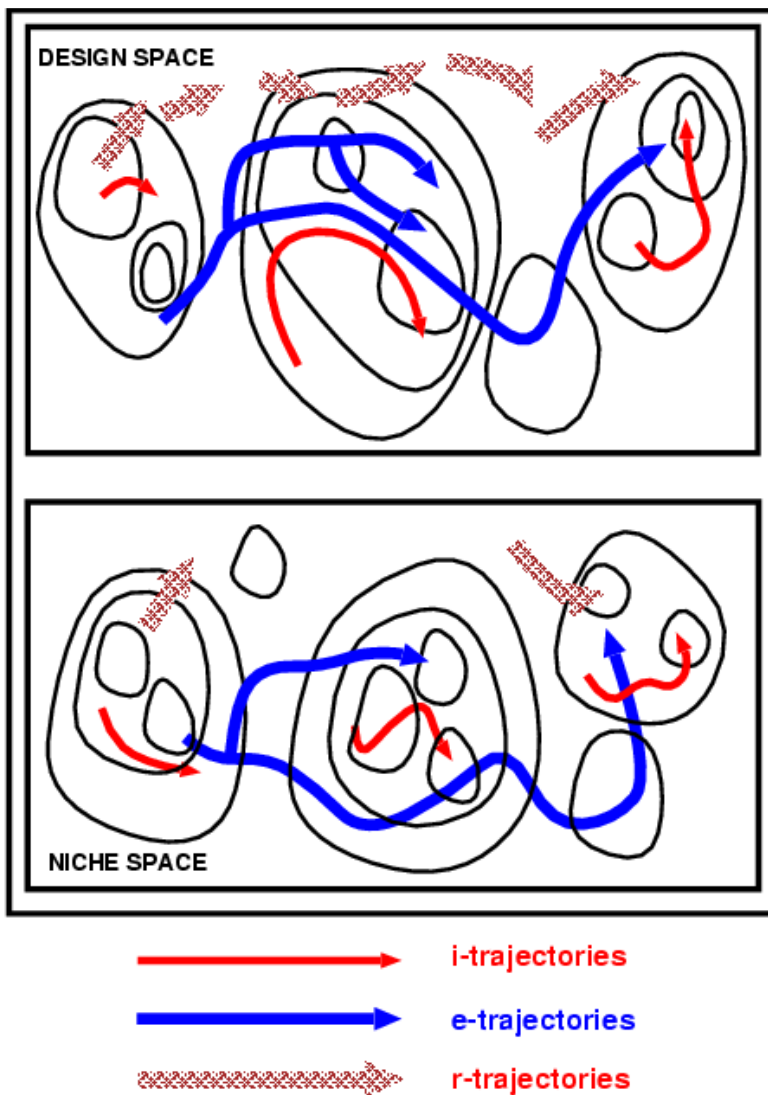 DESIGN SPACE
NICHE SPACE
i-trajectories
e-trajectories
r-trajectories